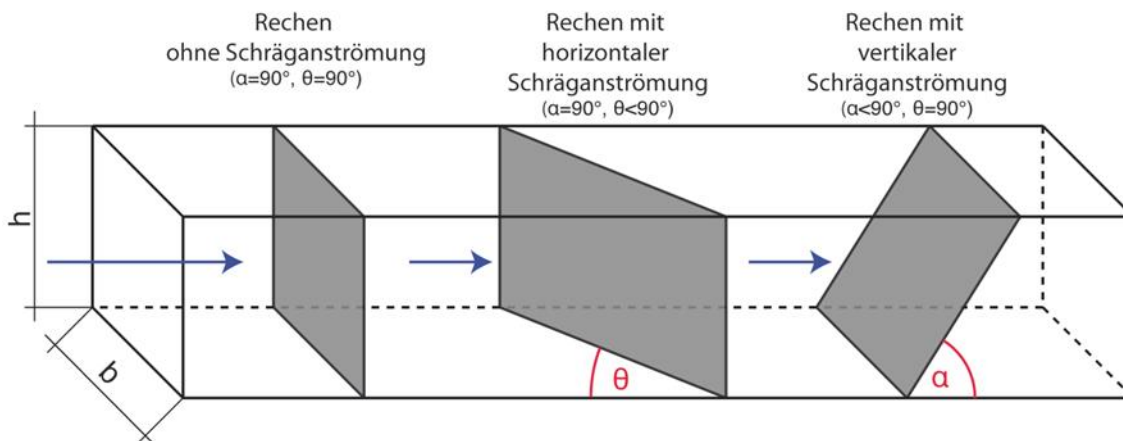 Rechen
ohne Schräganströmung
(α=90°, θ=90°)
Rechen mit
horizontaler
Schräganströmung
(α=90°, θ<90°)
Rechen mit
vertikaler
Schräganströmung
(α<90°, θ=90°)
h
b
θ
α